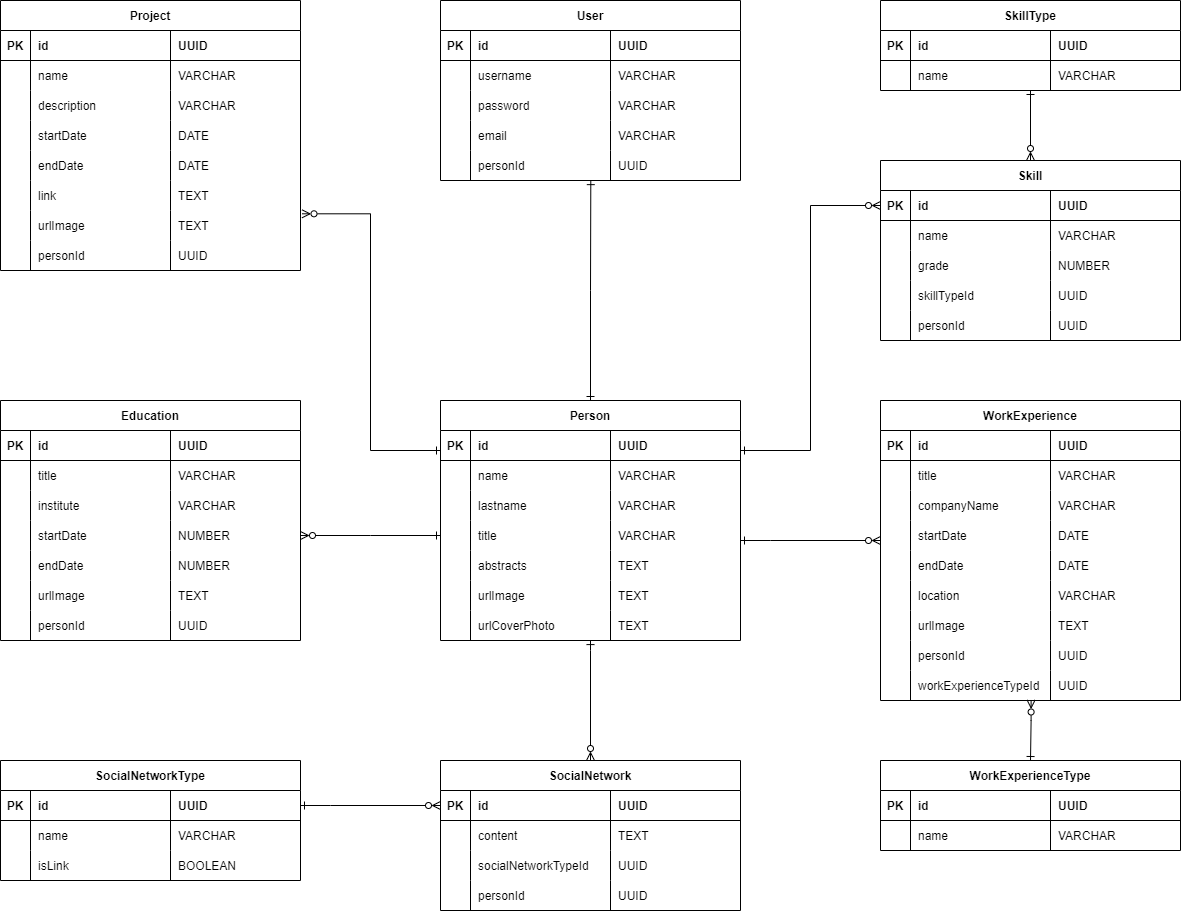 Project
PK id UUID
name VARCHAR
description VARCHAR
startDate DATE
endDate DATE
link TEXT
urlImage TEXT
personId UUID
User
PK id UUID
username VARCHAR
password VARCHAR
email VARCHAR
personId UUID
SkillType
PK id UUID
name VARCHAR
Skill
PK id UUID
name VARCHAR
grade NUMBER
skillTypeId UUID
personId UUID
Education
PK id UUID
title VARCHAR
institute VARCHAR
startDate NUMBER
endDate NUMBER
urlImage TEXT
personId UUID
Person
PK id UUID
name VARCHAR
lastname VARCHAR
title VARCHAR
abstracts TEXT
urlImage TEXT
urlCoverPhoto TEXT
WorkExperience
PK id UUID
title VARCHAR
companyName VARCHAR
startDate DATE
endDate DATE
location VARCHAR
urlImage TEXT
personId UUID
workExperienceTypeId UUID
SocialNetworkType
PK id UUID
name VARCHAR
isLink BOOLEAN
SocialNetwork
PK id UUID
content TEXT
socialNetworkTypeId UUID
personId UUID
WorkExperienceType
PK id UUID
name VARCHAR